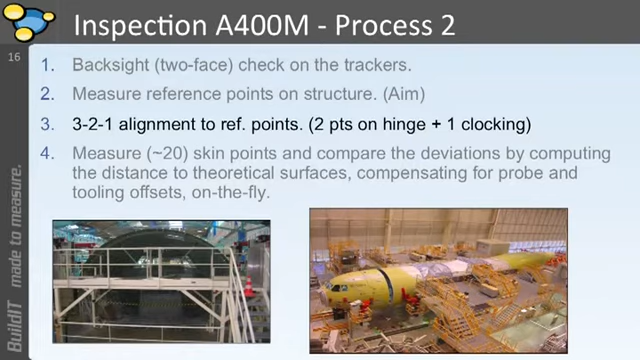 Inspection A400M - Process 2
16
1. Backsight (two-face) check on the trackers.
2. Measure reference points on structure. (Aim)
3. 3-2-1 alignment to ref. points. (2 pts on hinge + 1 clocking)
4. Measure (~20) skin points and compare the deviations by computing
the distance to theoretical surfaces, compensating for probe and
tooling offsets, on-the-fly.
BuildIT made to measure.